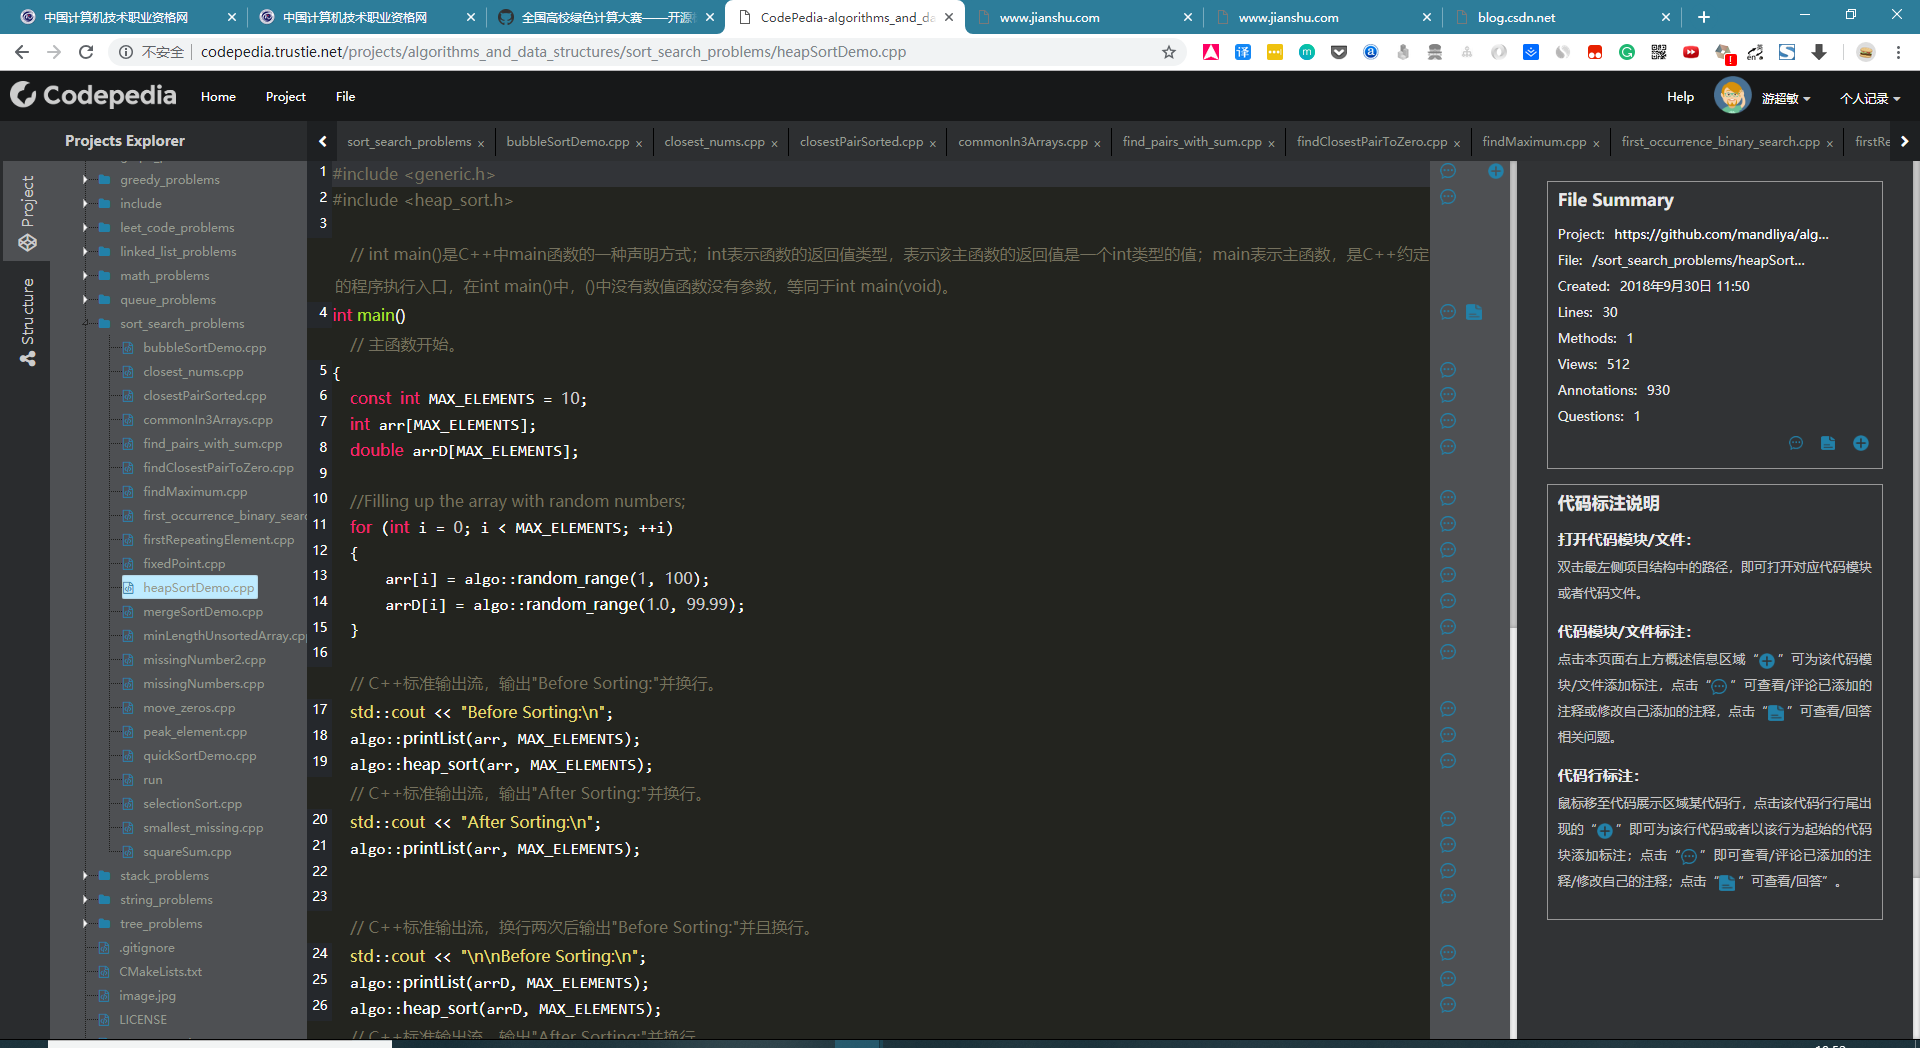 中国计算机技术职业资格网
中国计算机技术职业资格网
全国高校绿色计算大赛——开源
CodePedia-algorithms_and_da
www.jianshu.com
www.jianshu.com
blog.csdn.net
不安全
codepedia.trustie.net/projects/algorithms_and_data_structures/sort_search_problems/heapSortDemo.cpp
Codepedia
Home
Project
File
Help
游超敏
个人记录
Projects Explorer
sort_search_problems
bubbleSortDemo.cpp
closest_nums.cpp
closestPairSorted.cpp
commonIn3Arrays.cpp
find_pairs_with_sum.cpp
findClosestPairToZero.cpp
findMaximum.cpp
first_occurrence_binary_search.cpp
firstRe
Project
Structure
greedy_problems
include
leet_code_problems
linked_list_problems
math_problems
queue_problems
sort_search_problems
bubbleSortDemo.cpp
closest_nums.cpp
closestPairSorted.cpp
commonIn3Arrays.cpp
find_pairs_with_sum.cpp
findClosestPairToZero.cpp
findMaximum.cpp
first_occurrence_binary_sear
firstRepeatingElement.cpp
fixedPoint.cpp
heapSortDemo.cpp
mergeSortDemo.cpp
minLengthUnsortedArray.cp
missingNumber2.cpp
missingNumbers.cpp
move_zeros.cpp
peak_element.cpp
quickSortDemo.cpp
run
selectionSort.cpp
smallest_missing.cpp
squareSum.cpp
stack_problems
string_problems
tree_problems
.gitignore
CMakeLists.txt
image.jpg
LICENSE
1 #include <generic.h>
2 #include <heap_sort.h>
3
// int main()是C++中main函数的一种声明方式；int表示函数的返回值类型，表示该主函数的返回值是一个int类型的值；main表示主函数，是C++约定
的程序执行入口，在int main()中，()中没有数值函数没有参数，等同于int main(void)。
4 int main()
// 主函数开始。
5 {
6 const int MAX_ELEMENTS = 10;
7 int arr[MAX_ELEMENTS];
8 double arrD[MAX_ELEMENTS];
9
10 //Filling up the array with random numbers;
11 for (int i = 0; i < MAX_ELEMENTS; ++i)
12 {
13 arr[i] = algo::random_range(1, 100);
14 arrD[i] = algo::random_range(1.0, 99.99);
15 }
16
// C++标准输出流，输出"Before Sorting:"并换行。
17 std::cout << "Before Sorting:\n";
18 algo::printList(arr, MAX_ELEMENTS);
19 algo::heap_sort(arr, MAX_ELEMENTS);
// C++标准输出流，输出"After Sorting:"并换行。
20 std::cout << "After Sorting:\n";
21 algo::printList(arr, MAX_ELEMENTS);
22
23
// C++标准输出流，换行两次后输出"Before Sorting:"并且换行。
24 std::cout << "\n\nBefore Sorting:\n";
25 algo::printList(arrD, MAX_ELEMENTS);
26 algo::heap_sort(arrD, MAX_ELEMENTS);
// C++标准输出流，输出"After Sorting:"并换行
File Summary
Project: https://github.com/mandliya/alg...
File: /sort_search_problems/heapSort...
Created: 2018年9月30日 11:50
Lines: 30
Methods: 1
Views: 512
Annotations: 930
Questions: 1
代码标注说明
打开代码模块/文件：
双击最左侧项目结构中的路径，即可打开对应代码模块
或者代码文件。
代码模块/文件标注：
点击本页面右上方概述信息区域“ ”可为该代码模
块/文件添加标注，点击“ ”可查看/评论已添加的
注释或修改自己添加的注释，点击“ ”可查看/回答
相关问题。
代码行标注：
鼠标移至代码展示区域某代码行，点击该代码行行尾出
现的“ ”即可为该行代码或者以该行为起始的代码
块添加标注；点击“ ”即可查看/评论已添加的注
释/修改自己的注释；点击“ ”可查看/回答”。